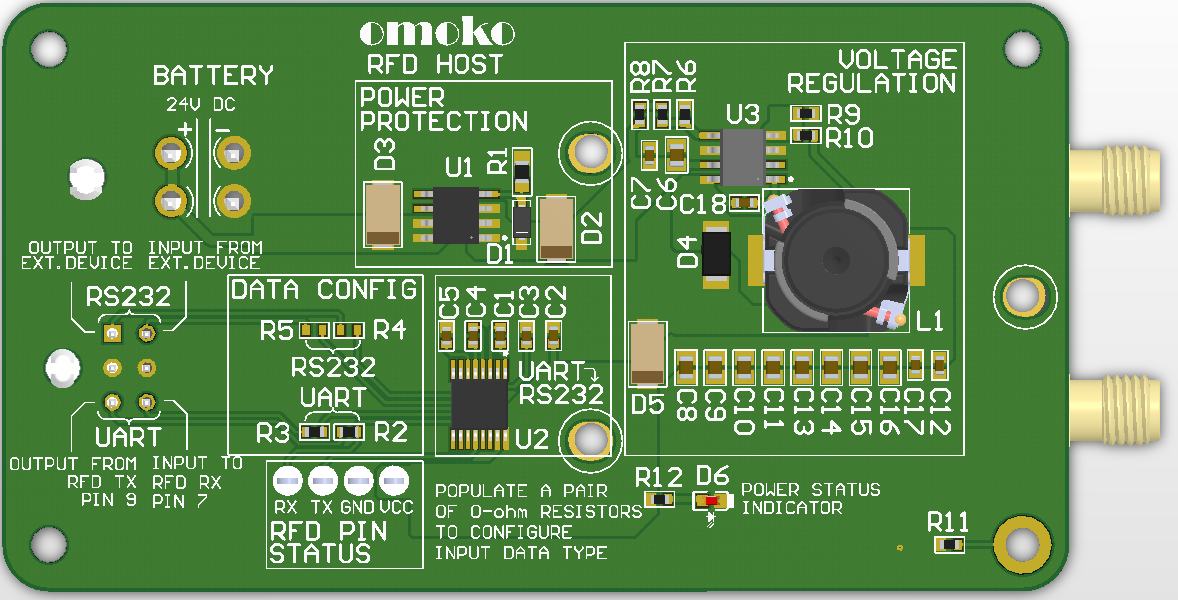 omoko
RFD HOST
BATTERY
24V DC
+ -
POWER
PROTECTION
D3
U1
R1
D1
D2
VOLTAGE
REGULATION
R8
R7
R6
U3
R9
R10
C7
C6
C18
D4
L1
D5
C8
C9
C10
C11
C13
C14
C15
C16
C17
C12
OUTPUT TO INPUT FROM
EXT.DEVICE EXT.DEVICE
RS232
UART
OUTPUT FROM INPUT TO
RFD TX RFD RX
PIN 9 PIN 7
DATA CONFIG
R5 R4
RS232
UART
R3 R2
C5
C4
C1
C3
C2
UART
RS232
U2
RX TX GND VCC
RFD PIN
STATUS
POPULATE A PAIR
OF 0-ohm RESISTORS
TO CONFIGURE
INPUT DATA TYPE
R12 D6
POWER STATUS
INDICATOR
R11